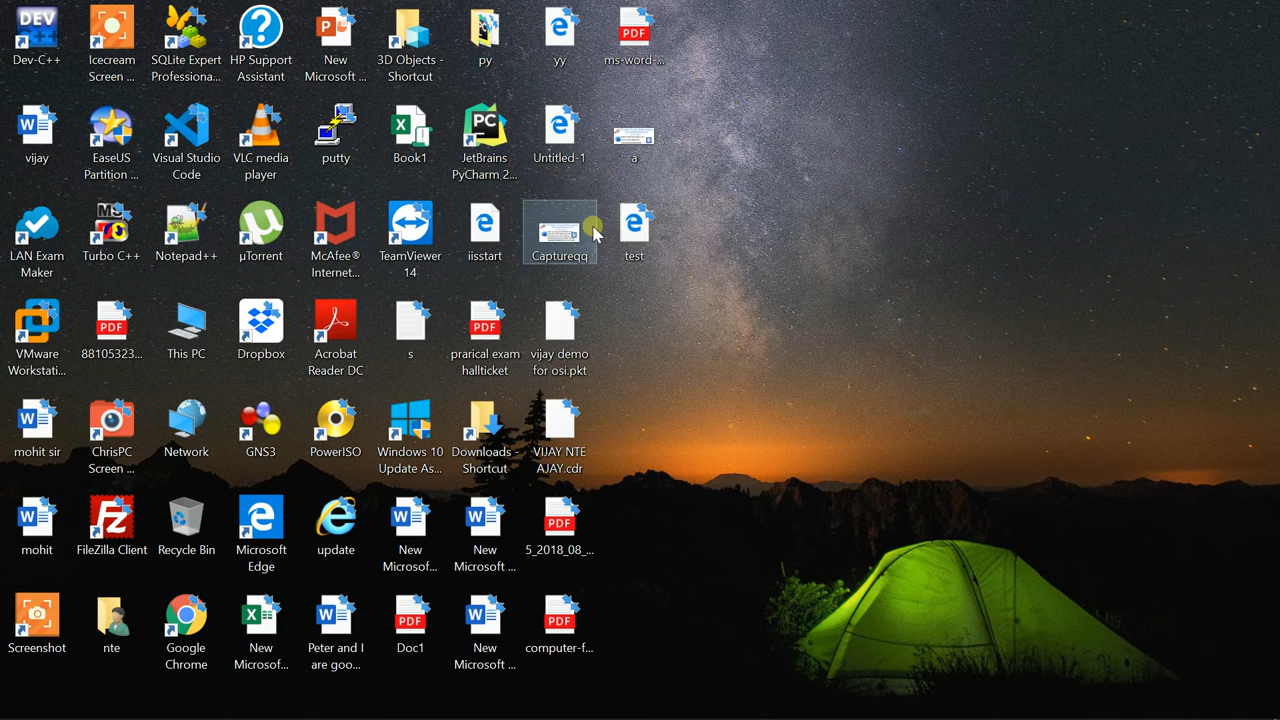 DEV
C++
Dev-C++
Icecream
Screen ...
SQLite Expert
Professiona...
HP Support
Assistant
New
Microsoft ...
3D Objects -
Shortcut
py
yy
PDF
ms-word-...
vijay
EaseUS
Partition ...
Visual Studio
Code
VLC media
player
putty
Book1
PC
JetBrains
PyCharm 2...
Untitled-1
a
LAN Exam
Maker
Turbo C++
Notepad++
µTorrent
McAfee®
Internet...
TeamViewer
14
iisstart
Captureqq
test
VMware
Workstati...
PDF
88105323...
This PC
Dropbox
Acrobat
Reader DC
s
PDF
prarical exam
hallticket
vijay demo
for osi.pkt
mohit sir
ChrisPC
Screen ...
Network
GNS3
PowerISO
Windows 10
Update As...
Downloads -
Shortcut
VIJAY NTE
AJAY.cdr
mohit
FileZilla Client
Recycle Bin
Microsoft
Edge
update
New
Microsof...
New
Microsoft ...
PDF
5_2018_08_...
Screenshot
nte
Google
Chrome
New
Microsof...
Peter and I
are goo...
PDF
Doc1
New
Microsoft ...
PDF
computer-f...